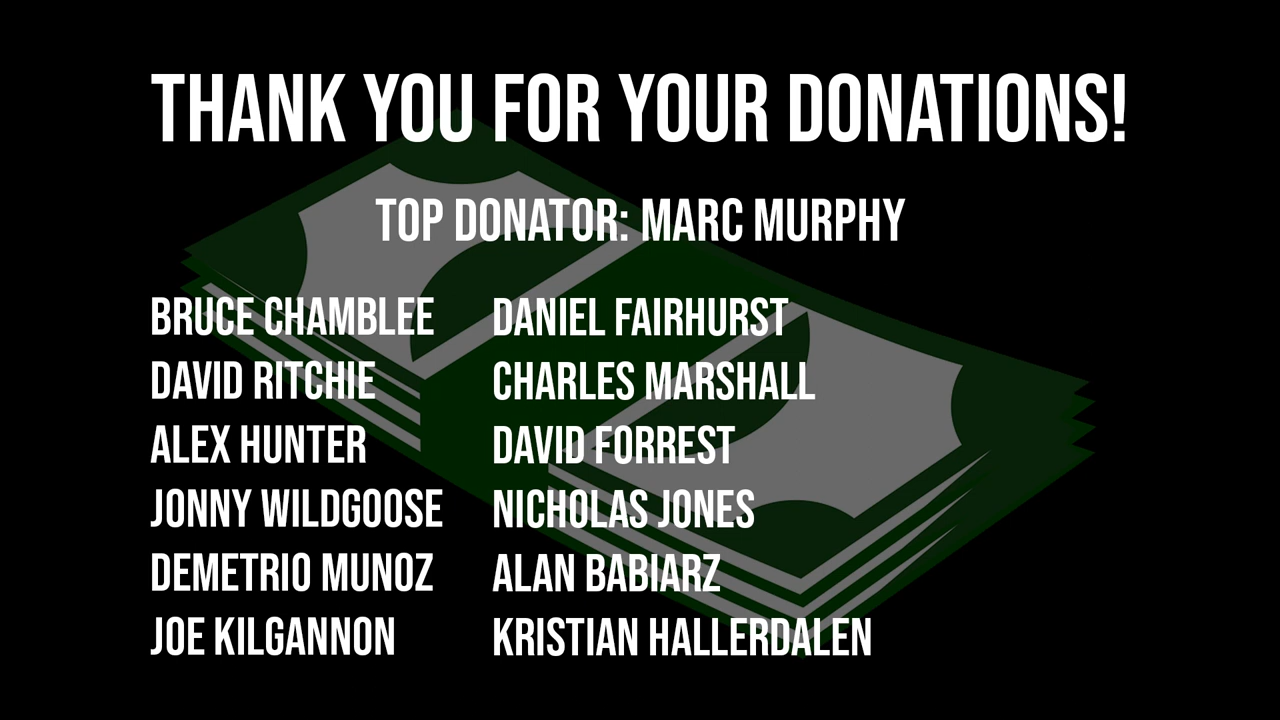 THANK YOU FOR YOUR DONATIONS!
TOP DONATOR: MARC MURPHY
BRUCE CHAMBLEE
DAVID RITCHIE
ALEX HUNTER
JONNY WILDGOOSE
DEMETRIO MUNOZ
JOE KILGANNON
DANIEL FAIRHURST
CHARLES MARSHALL
DAVID FORREST
NICHOLAS JONES
ALAN BABIARZ
KRISTIAN HALLERDALEN